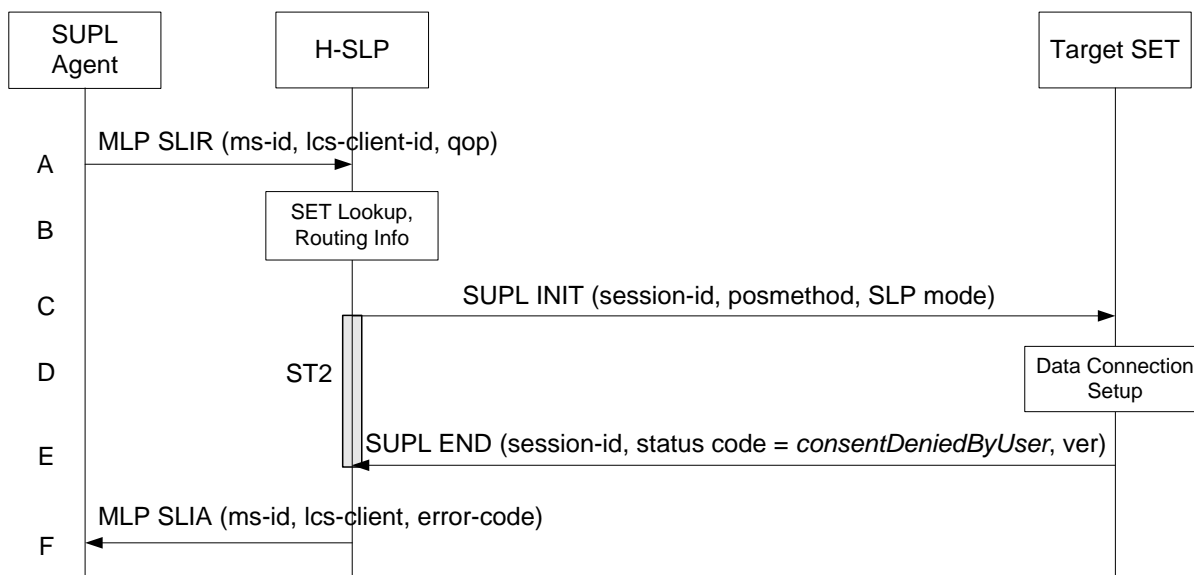 SUPL
Agent
H-SLP
Target SET
MLP SLIR (ms-id, lcs-client-id, qop)
A
SET Lookup,
Routing Info
B
C
SUPL INIT (session-id, posmethod, SLP mode)
D
ST2
Data Connection
Setup
E
SUPL END (session-id, status code = consentDeniedByUser, ver)
MLP SLIA (ms-id, lcs-client, error-code)
F